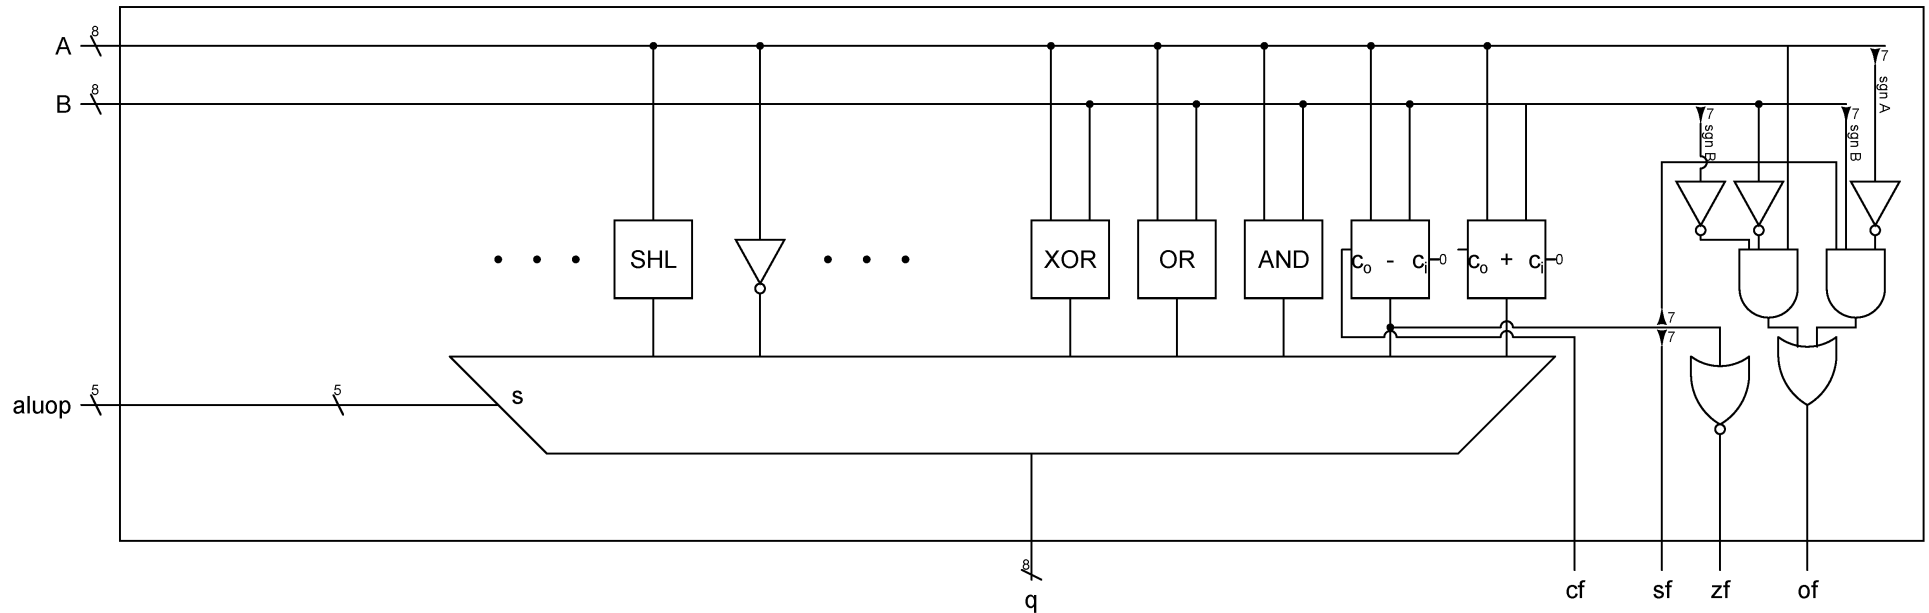 A 8
7
sgn A
B 8
7
sgn B
7
sgn B
SHL
XOR
OR
AND
co - ci 0
co + ci 0
7
7
aluop 5
5
s
8
q
cf
sf
zf
of